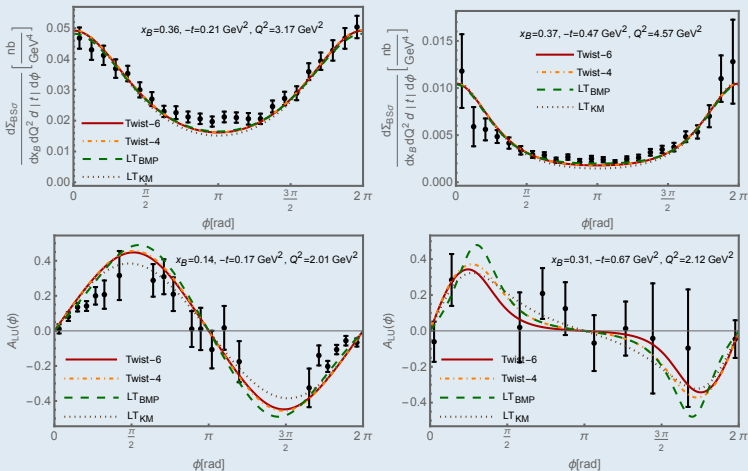 x_B=0.36, −t=0.21 GeV², Q²=3.17 GeV²
dΣ_BSσ / dx_B dQ² d | t | dϕ [nb / GeV⁴]
0.05
0.04
0.03
0.02
0.01
0.00
Twist-6
Twist-4
LT_BMP
LT_KM
0 π/2 π 3π/2 2π
ϕ[rad]
x_B=0.37, −t=0.47 GeV², Q²=4.57 GeV²
dΣ_BSσ / dx_B dQ² d | t | dϕ [nb / GeV⁴]
0.015
0.010
0.005
0.000
Twist-6
Twist-4
LT_BMP
LT_KM
0 π/2 π 3π/2 2π
ϕ[rad]
x_B=0.14, −t=0.17 GeV², Q²=2.01 GeV²
A_LU(ϕ)
0.4
0.2
0.0
−0.2
−0.4
Twist-6
Twist-4
LT_BMP
LT_KM
0 π/2 π 3π/2 2π
ϕ[rad]
x_B=0.31, −t=0.67 GeV², Q²=2.12 GeV²
A_LU(ϕ)
0.4
0.2
0.0
−0.2
−0.4
Twist-6
Twist-4
LT_BMP
LT_KM
0 π/2 π 3π/2 2π
ϕ[rad]